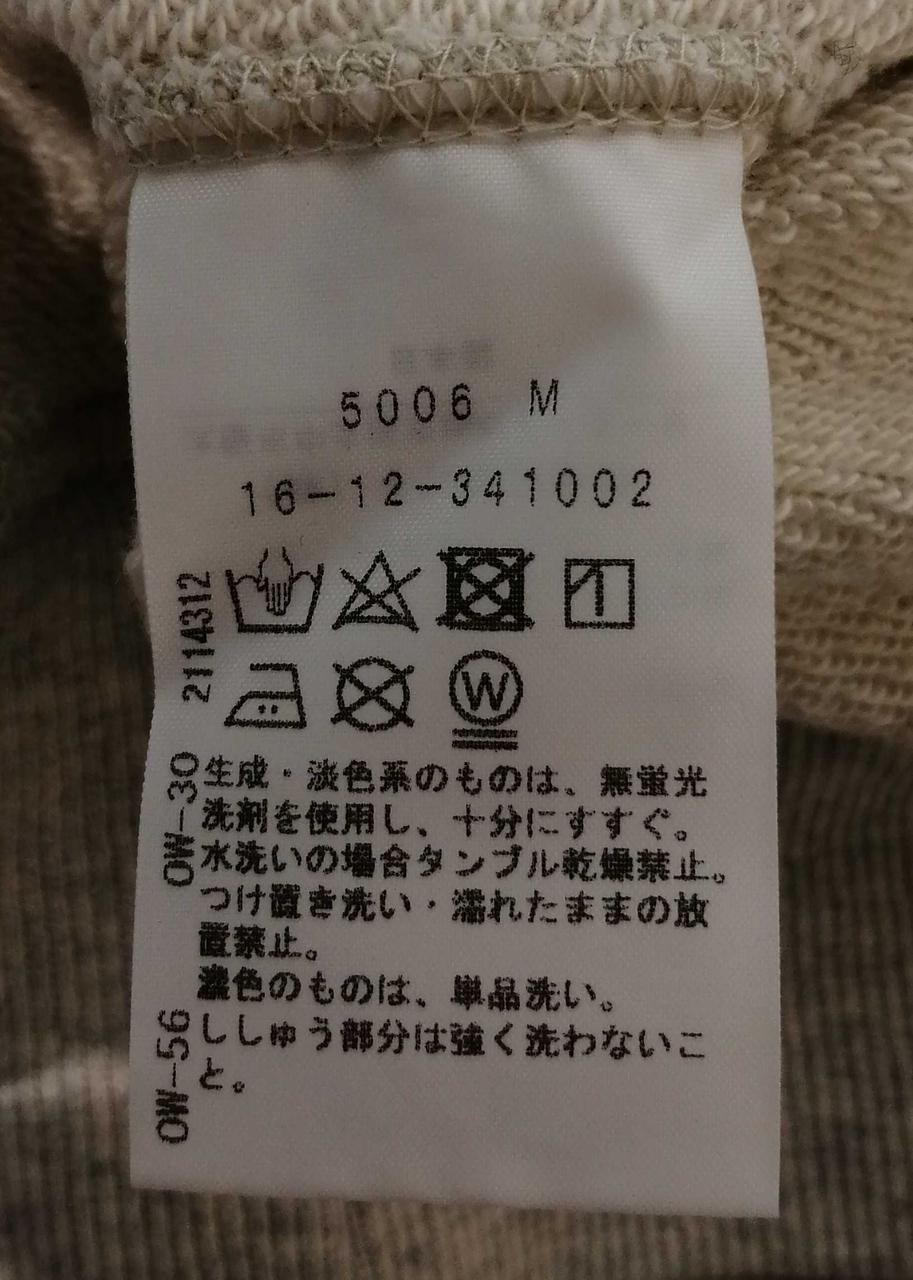 5006 M
16-12-341002
2114312
W
OW-30
生成・淡色系のものは、無蛍光
洗剤を使用し、十分にすすぐ。
水洗いの場合タンブル乾燥禁止。
つけ置き洗い・濡れたままの放
置禁止。
濃色のものは、単品洗い。
ししゅう部分は強く洗わないこ
と。
OW-56